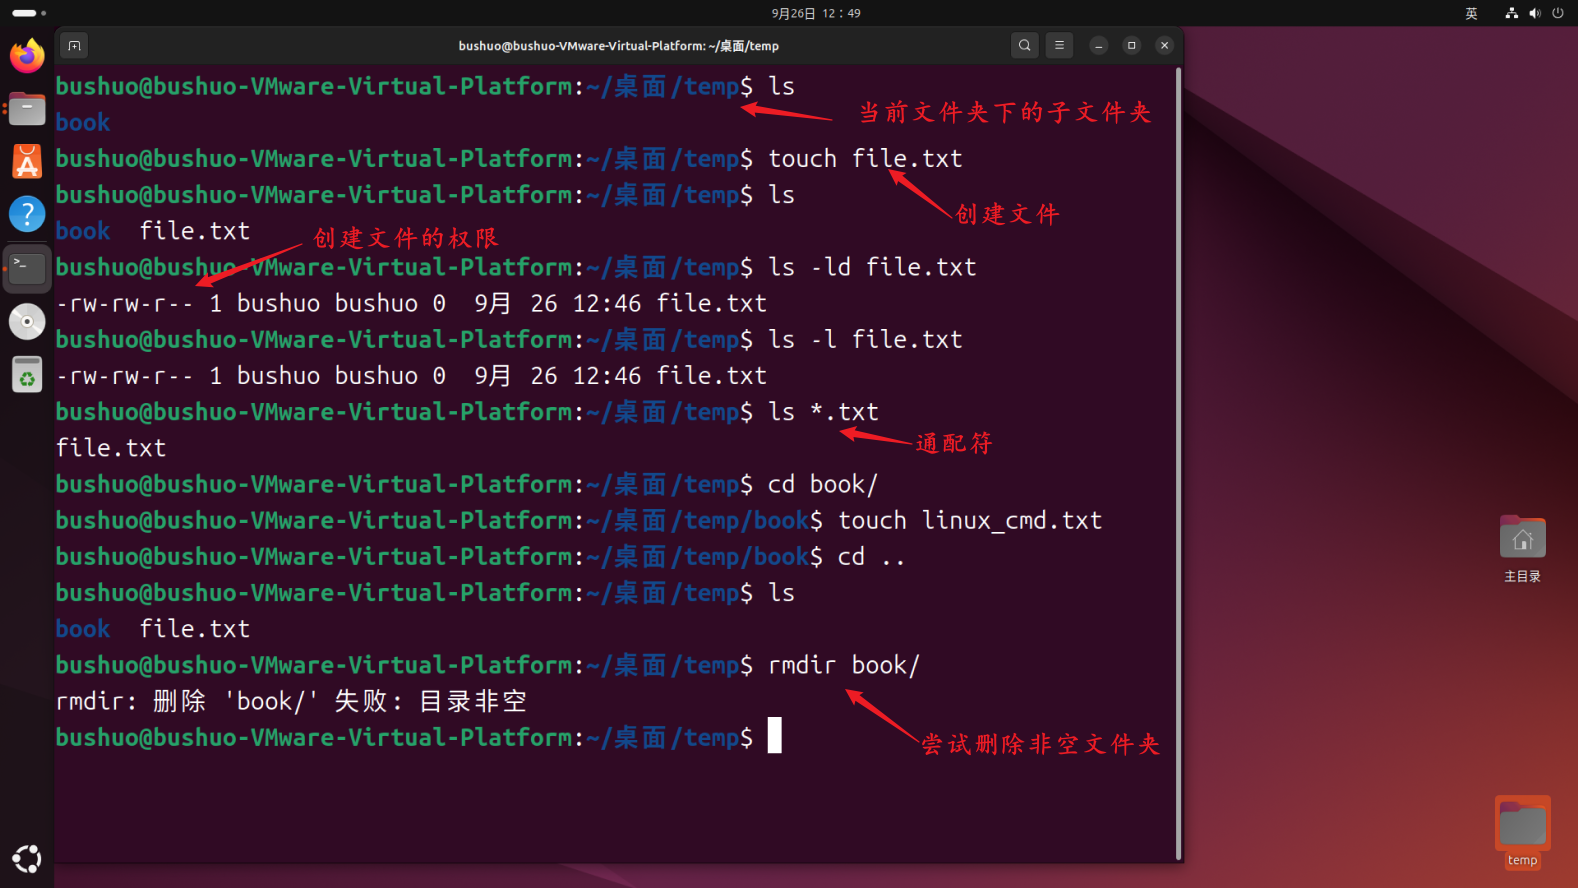 9月26日 12：49
英
bushuo@bushuo-VMware-Virtual-Platform: ~/桌面/temp
bushuo@bushuo-VMware-Virtual-Platform:~/桌面/temp$ ls
当前文件夹下的子文件夹
book
bushuo@bushuo-VMware-Virtual-Platform:~/桌面/temp$ touch file.txt
bushuo@bushuo-VMware-Virtual-Platform:~/桌面/temp$ ls
创建文件
book  file.txt
创建文件的权限
bushuo@bushuo-VMware-Virtual-Platform:~/桌面/temp$ ls -ld file.txt
-rw-rw-r-- 1 bushuo bushuo 0  9月  26 12:46 file.txt
bushuo@bushuo-VMware-Virtual-Platform:~/桌面/temp$ ls -l file.txt
-rw-rw-r-- 1 bushuo bushuo 0  9月  26 12:46 file.txt
bushuo@bushuo-VMware-Virtual-Platform:~/桌面/temp$ ls *.txt
通配符
file.txt
bushuo@bushuo-VMware-Virtual-Platform:~/桌面/temp$ cd book/
bushuo@bushuo-VMware-Virtual-Platform:~/桌面/temp/book$ touch linux_cmd.txt
bushuo@bushuo-VMware-Virtual-Platform:~/桌面/temp/book$ cd ..
bushuo@bushuo-VMware-Virtual-Platform:~/桌面/temp$ ls
book  file.txt
bushuo@bushuo-VMware-Virtual-Platform:~/桌面/temp$ rmdir book/
rmdir: 删除 'book/' 失败: 目录非空
bushuo@bushuo-VMware-Virtual-Platform:~/桌面/temp$
尝试删除非空文件夹
主目录
temp